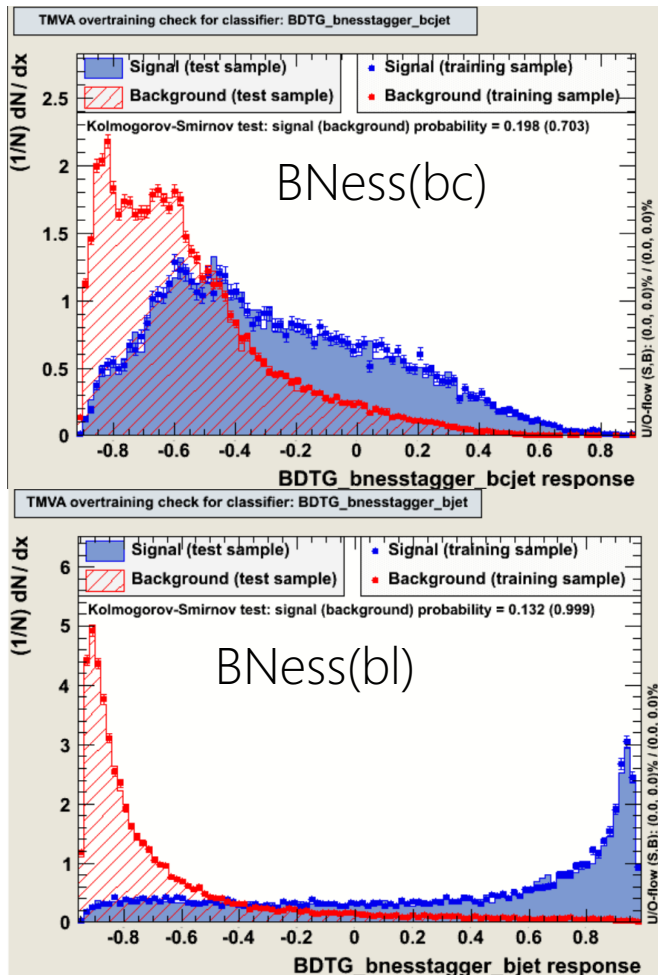 TMVA overtraining check for classifier: BDTG_bnesstagger_bcjet
(1/N) dN / dx
Signal (test sample)
Background (test sample)
Signal (training sample)
Background (training sample)
Kolmogorov-Smirnov test: signal (background) probability = 0.198 (0.703)
BNess(bc)
2.5
2
1.5
1
0.5
0
-0.8 -0.6 -0.4 -0.2 0 0.2 0.4 0.6 0.8
BDTG_bnesstagger_bcjet response
U/O-flow (S,B): (0.0, 0.0)% / (0.0, 0.0)%
TMVA overtraining check for classifier: BDTG_bnesstagger_bjet
(1/N) dN / dx
Signal (test sample)
Background (test sample)
Signal (training sample)
Background (training sample)
Kolmogorov-Smirnov test: signal (background) probability = 0.132 (0.999)
BNess(bl)
6
5
4
3
2
1
0
-0.8 -0.6 -0.4 -0.2 0 0.2 0.4 0.6 0.8
BDTG_bnesstagger_bjet response
U/O-flow (S,B): (0.0, 0.0)% / (0.0, 0.0)%